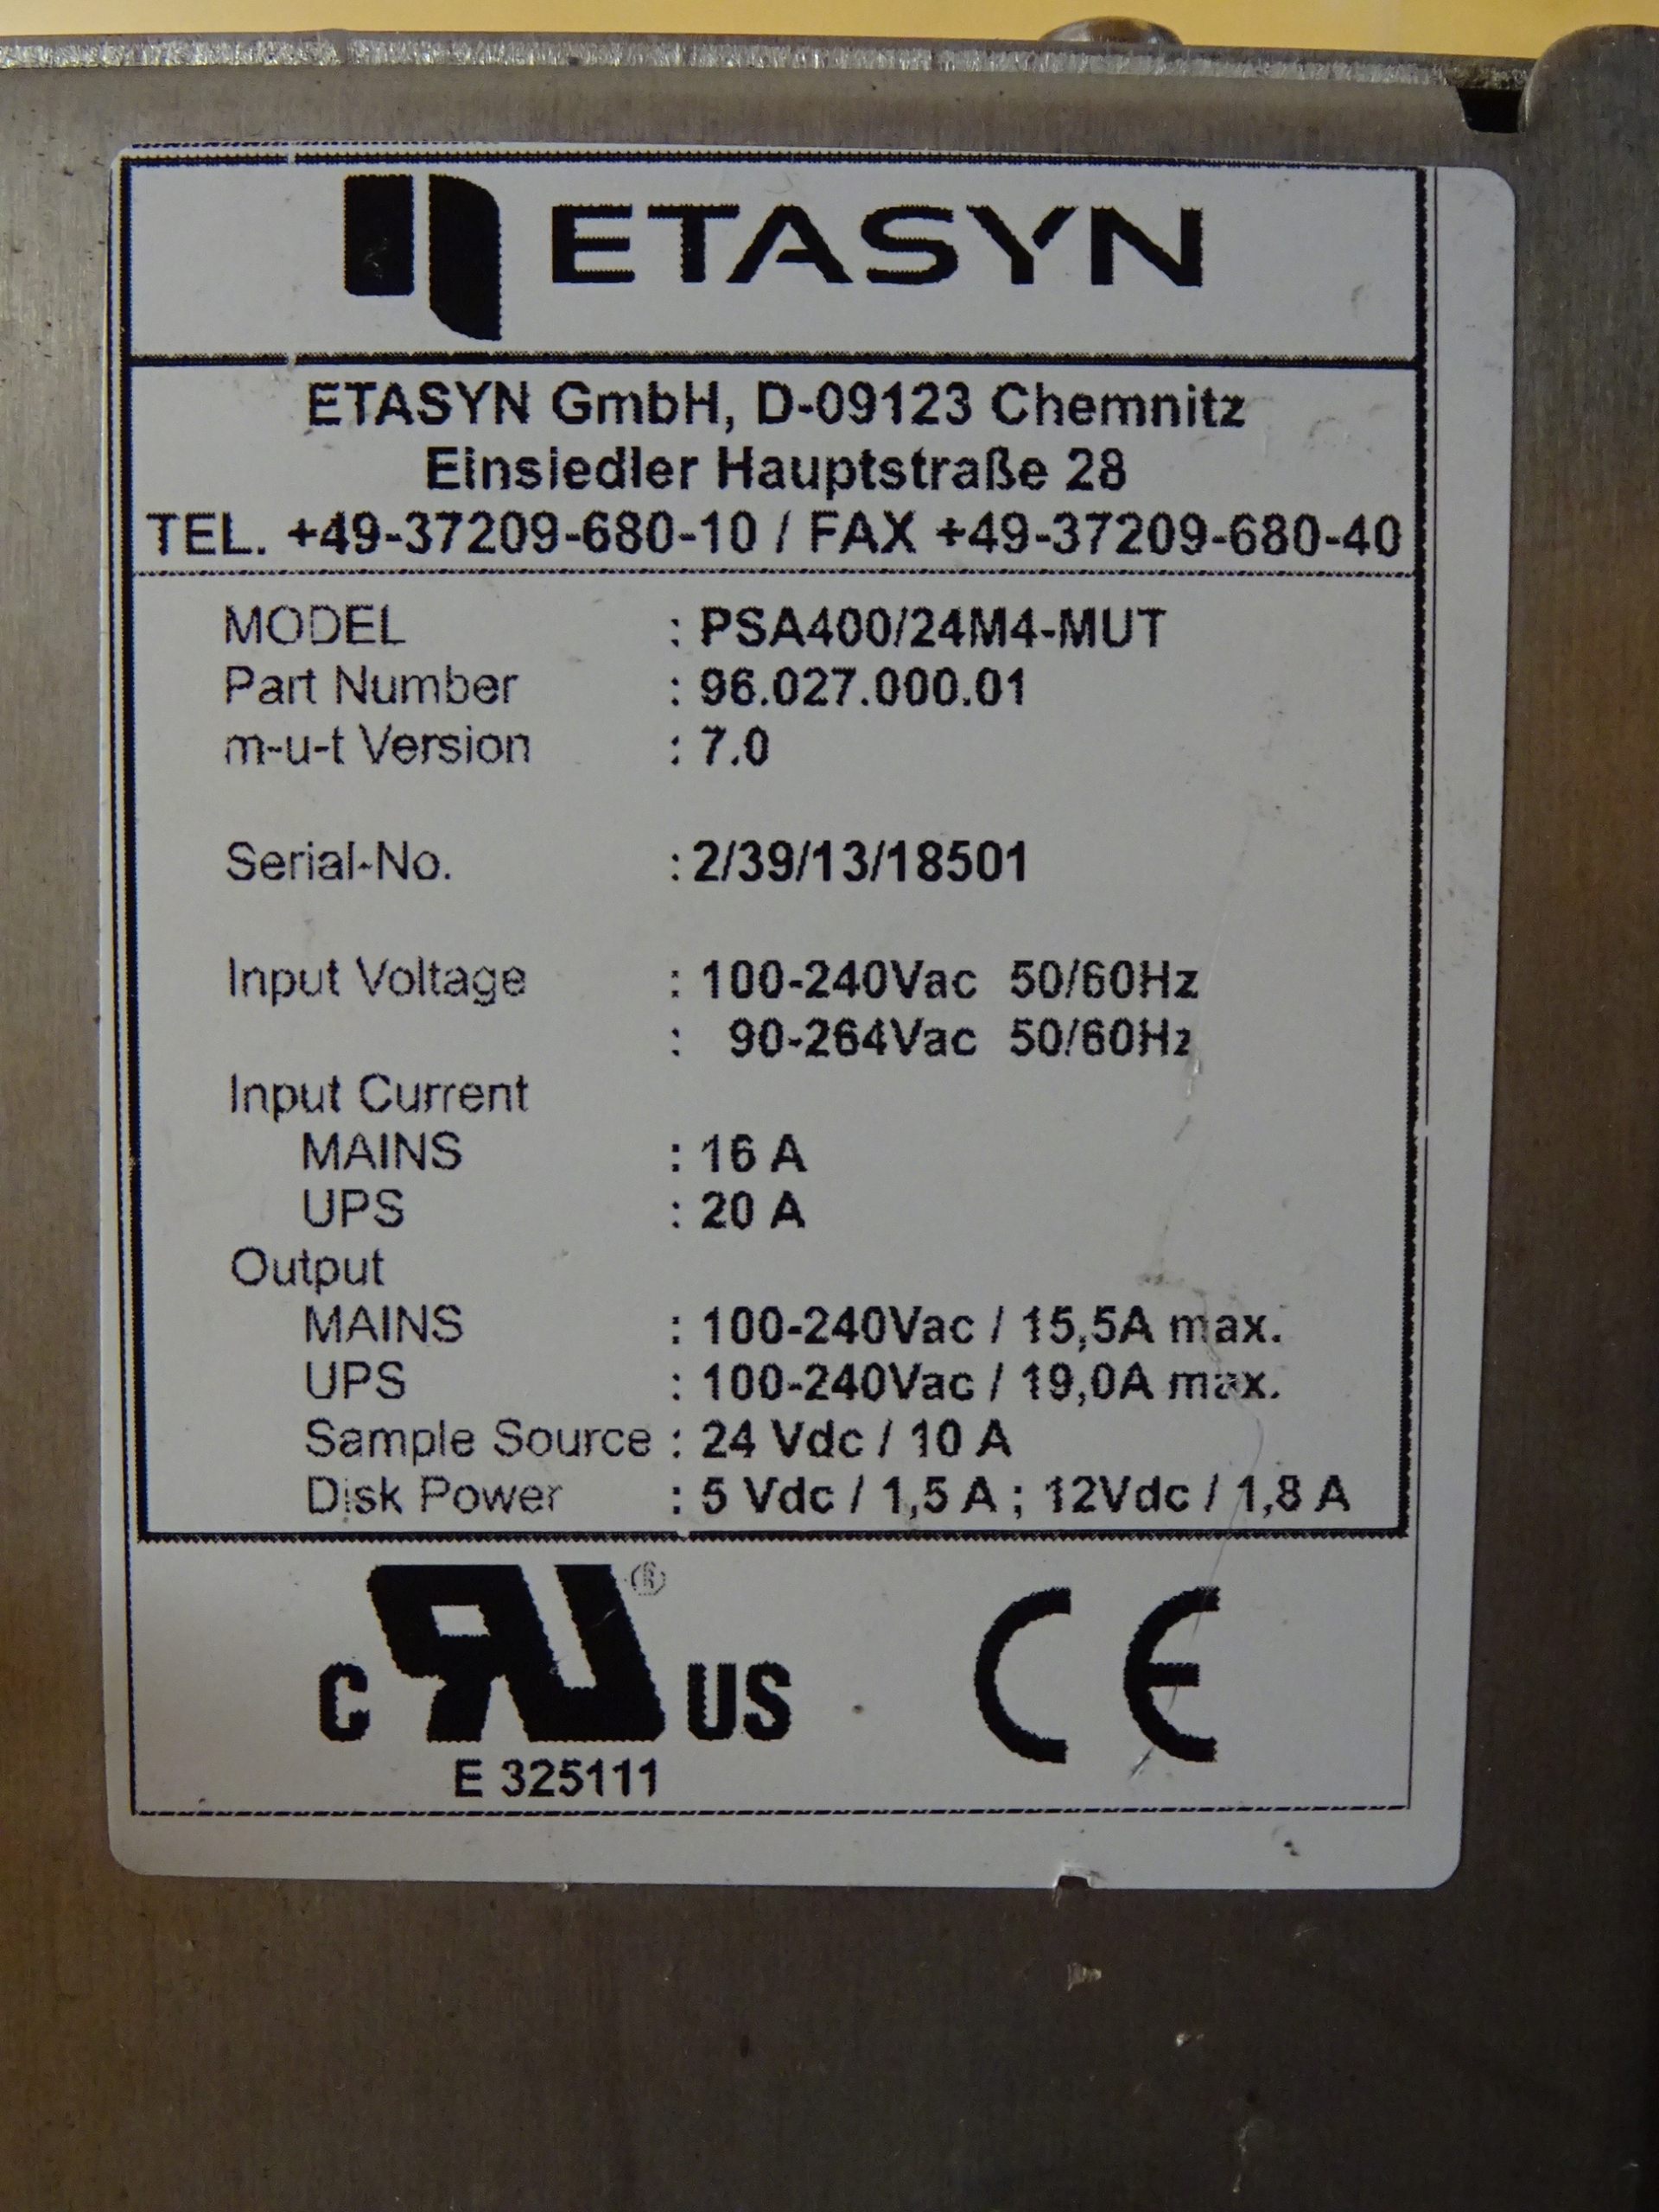 ETASYN
ETASYN GmbH, D-09123 Chemnitz
Einsiedler Hauptstraße 28
TEL. +49-37209-680-10 / FAX +49-37209-680-40
MODEL : PSA400/24M4-MUT
Part Number : 96.027.000.01
m-u-t Version : 7.0
Serial-No. : 2/39/13/18501
Input Voltage : 100-240Vac 50/60Hz
: 90-264Vac 50/60Hz
Input Current
MAINS : 16 A
UPS : 20 A
Output
MAINS : 100-240Vac / 15,5A max.
UPS : 100-240Vac / 19,0A max.
Sample Source : 24 Vdc / 10 A
Disk Power : 5 Vdc / 1,5 A ; 12Vdc / 1,8 A
C RU ® US CE
E 325111